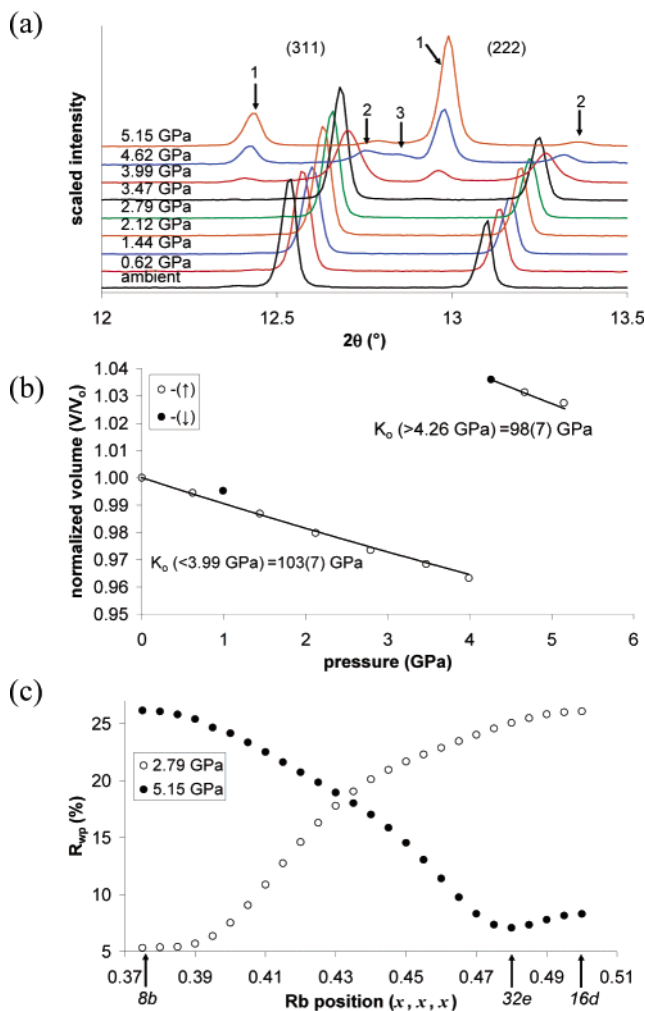 (a)
(311)
(222)
1
1
2
3
2
scaled intensity
5.15 GPa
4.62 GPa
3.99 GPa
3.47 GPa
2.79 GPa
2.12 GPa
1.44 GPa
0.62 GPa
ambient
12
12.5
13
13.5
2θ (°)
(b)
normalized volume (V/Vₒ)
1.04
1.03
1.02
1.01
1.00
0.99
0.98
0.97
0.96
0.95
○ -(↑)
● -(↓)
Kₒ (>4.26 GPa) =98(7) GPa
Kₒ (<3.99 GPa) =103(7) GPa
0
1
2
3
4
5
6
pressure (GPa)
(c)
R_wp (%)
25
20
15
10
5
○ 2.79 GPa
● 5.15 GPa
0.37
0.39
0.41
0.43
0.45
0.47
0.49
0.51
8b
Rb position (x, x, x)
32e
16d